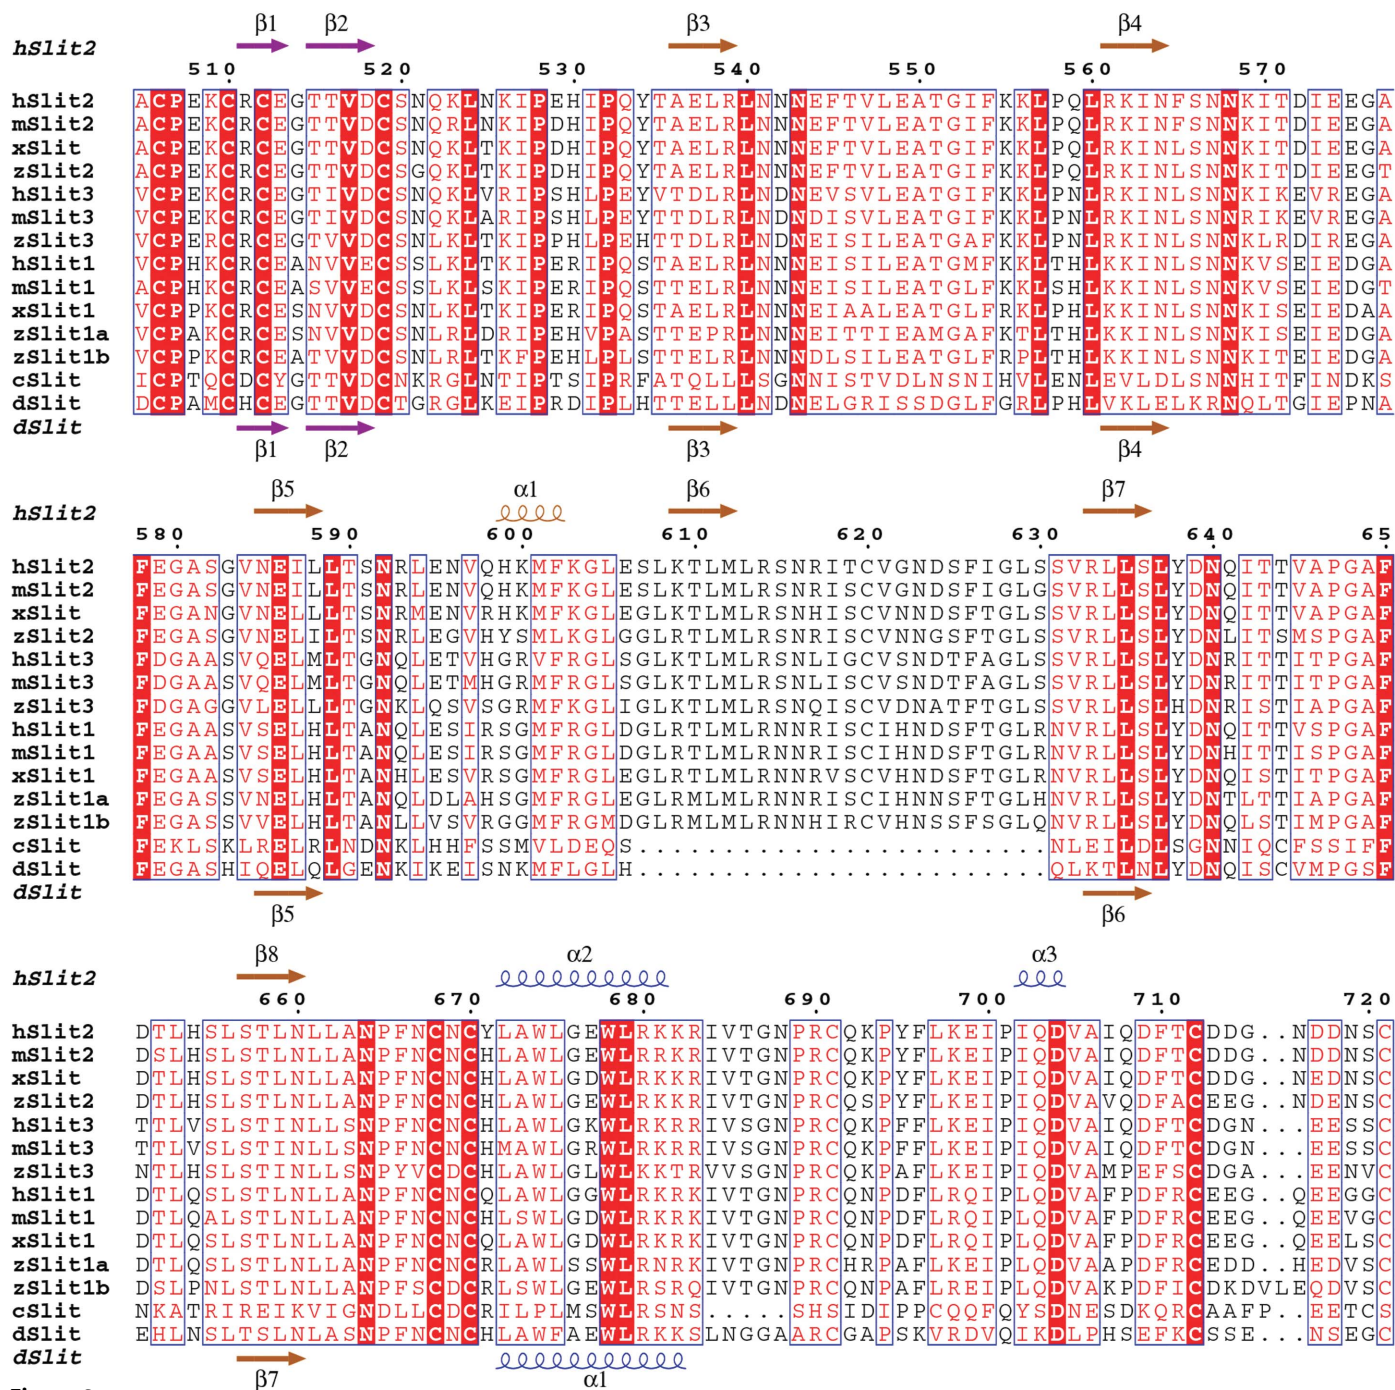 β1 β2 β3 β4
hSlit2
510 520 530 540 550 560 570
hSlit2 ACPEKCRCEGTTVDCSNQKLNKIPEHIPQYTAELRLNNNEFTVLEATGIFKKLPQLRKINFSNNKITDIEEGA
mSlit2 ACPEKCRCEGTTVDCSNQRLNKIPDHIPQYTAELRLNNNEFTVLEATGIFKKLPQLRKINFSNNKITDIEEGA
xSlit ACPEKCRCEGTTVDCSNQKLTKIPDHIPQYTAELRLNNNEFTVLEATGIFKKLPQLRKINLSNNKITDIEEGA
zSlit2 ACPEKCRCEGTTVDCSGQKLTKIPDHIPQYTAELRLNNNEFTVLEATGIFKKLPQLRKINLSNNKITDIEEGT
hSlit3 VCPEKCRCEGTIVDCSNQKLVRIPSHLPEYVTDLRLNDNEVSVLEATGIFKKLPNLRKINLSNNKIKEVREGA
mSlit3 VCPEKCRCEGTIVDCSNQKLARIPSHLPEYTTDLRLNDNDISVLEATGIFKKLPNLRKINLSNNRIKEVREGA
zSlit3 VCPERCRCEGTVVDCSNLKLTKIPPHLPEHTTDLRLNDNEISILEATGAFKKLPNLRKINLSNNKLRDIREGA
hSlit1 VCPHKCRCEANVVECSSLKLTKIPERIPQSTAELRLNNNEISILEATGMFKKLTHLKKINLSNNKVSEIEDGA
mSlit1 ACPHKCRCEASVVECSSLKLSKIPERIPQSTTELRLNNNEISILEATGLFKKLSHLKKINLSNNKVSEIEDGT
xSlit1 VCPPKCRCESNVVDCSNLKLTKIPERIPQSTAELRLNNNEIAALEATGLFRKLPHLKKINLSNNKISEIEDAA
zSlit1a VCPAKCRCESNVVDCSNLRLDRIPEHVPASTTEPRLNNNEITTIEAMGAFKTLTHLKKINLSNNKISEIEDGA
zSlit1b VCPPKCRCEATVVDCSNLRLTKFPEHLPLSTTELRLNNNDLSILEATGLFRPLTHLKKINLSNNKITEIEDGA
cSlit ICPTQCDCYGTTVDCNKRGLNTIPTSIPRFATQLLLSGNNISTVDLNSNIHVLENLEVLDLSNNHITFINDKS
dSlit DCPAMCHCEGTTVDCTGRGLKEIPRDIPLHTTELLLNDNELGRISSDGLFGRLPHLVKLELKRNQLTGIEPNA
dSlit
β1 β2 β3 β4
β5 α1 β6 β7
hSlit2
580 590 600 610 620 630 640 65
hSlit2 FEGASGVNEILLTSNRLENVQHKMFKGLESLKTLMLRSNRITCVGNDSFIGLSSVRLLSLYDNQITTVAPGAF
mSlit2 FEGASGVNEILLTSNRLENVQHKMFKGLESLKTLMLRSNRISCVGNDSFIGLGSVRLLSLYDNQITTVAPGAF
xSlit FEGANGVNELLLTSNRMENVRHKMFKGLESLKTLMLRSNHISCVGNDSFTGLSSVRLLSLYDNQITTVAPGAF
zSlit2 FEGASGVNELILTSNRLEGVHYSMLKGLGGLRTLMLRSNRISCVNNGSFTGLSSVRLLSLYDNLITSMSPGAF
hSlit3 FDGAASVQELMLTGNQLETVHGRVFRGLSGLKTLMLRSNLIGCVSNDTFAGLSSVRLLSLYDNRITTITPGAF
mSlit3 FDGAASVQELMLTGNQLETMHGRMFRGLSGLKTLMLRSNLISCVSNDTFAGLSSVRLLSLYDNRITTITPGAF
zSlit3 FDGAGGVLELLLTGNKLQSVSGRMFRGLIGLKTLMLRSNQISCVDNATFTGLSSVRLLSLHDNRISTIAPGAF
hSlit1 FEGAASVSELHLTANQLESIRSGMFRGLDGLRTLMLRNNRISCIHNDSFTGLRNVRLLSLYDNQITTVSPGAF
mSlit1 FEGAASVSELHLTANQLESIRSGMFRGLDGLRTLMLRNNRISCIHNDSFTGLRNVRLLSLYDNHITTISPGAF
xSlit1 FEGAASVSELHLTANHLESVRSGMFRGLEGLRTLMLRNNRVSCVHNDSFTGLRNVRLLSLYDNQISTITPGAF
zSlit1a FEGASSVNELHLTANQLDLAHSGMFRGLEGLRMLMLRNNRISCIHNNSFTGLHNVRLLSLYDNTLTTIAPGAF
zSlit1b FEGASSVVELHLTANLLVSVRGGMFRGMDGLRMLMLRNNHIRCVHNSSFSGLQNVRLLSLYDNQLSTIMPGAF
cSlit FEKLSKLRELRLNDNKLHHFSSMVLDEQS........................NLEILDLSGNNIQCFSSIFF
dSlit FEGASHIQELQLGENKIKEISNKMFLGLH........................QLKTLNLYDNQISCVMPGSF
dSlit
β5 β6
β8 α2 α3
hSlit2
660 670 680 690 700 710 720
hSlit2 DTLHSLSTLNLLANPFNCNCYLAWLGEWLRKKRIVTGNPRCQKPYFLKEIPIQDVAIQDFTCDDG..NDDNSC
mSlit2 DSLHSLSTLNLLANPFNCNCHLAWLGEWLRRKRIVTGNPRCQKPYFLKEIPIQDVAIQDFTCDDG..NDDNSC
xSlit DTLHSLSTLNLLANPFNCNCHLAWLGDWLRKKRIVTGNPRCQKPYFLKEIPIQDVAIQDFTCDDG..NEDNSC
zSlit2 DTLHSLSTLNLLANPFNCNCHLAWLGDWLRKKRIVTGNPRCQSPYFLKEIPIQDVAVQDFACEEG..NDENSC
hSlit3 TTLVSLSTINLLSNPFNCNCHLAWLGKWLRKRRIVSGNPRCQKPFFLKEIPIQDVAIQDFTCDGN...EESSC
mSlit3 TTLVSLSTINLLSNPFNCNCHMAWLGRWLRKRRIVSGNPRCQKPFFLKEIPIQDVAIQDFTCDGN...EESSC
zSlit3 NTLHSLSTINLLSNPYVCDCHLAWLGLWLKKTRVVSGNPRCQKPAFLKEIPIQDVAMPEFSCDGA...EENVC
hSlit1 DTLQSLSTLNLLANPFNCNCQLAWLGGWLRKRKIVTGNPRCQNPDFLRQIPLQDVAFPDFRCEEG..QEEGGC
mSlit1 DTLQALSTLNLLANPFNCNCHLSWLGDWLRKRKIVTGNPRCQNPDFLRQIPLQDVAFPDFRCEEG..QEEVGC
xSlit1 DTLQSLSTLNLLANPFNCNCQLAWLGDWLRKRKIVTGNPRCQNPDFLRQIPLQDVAFPDFRCEEG..QEELSC
zSlit1a DTLQSLSTLNLLANPFNCNCRLAWLSSWLRNRKIVTGNPRCHRPAFLREIPLQDVAAPDFRCEDD..HEDVSC
zSlit1b DSLPNLSTLNLLANPFSCDCRLSWLGEWLRSRQIVTGNPRCQNPAFLREIPLQDVAKPDFICDKDVLEQDVSC
cSlit NKATRIREIKVIGNDLLCDCRILPLMSWLRSNS.....SHSIDIPPCQQFQYSDNESDKQRCAAFP..EETCS
dSlit EHLNSLTSLNLASNPFNCNCHLAWFAEWLRKKSLNGGAARCGAPSKVRDVQIKDLPHSEFKCSSE...NSEGC
dSlit
β7 α1